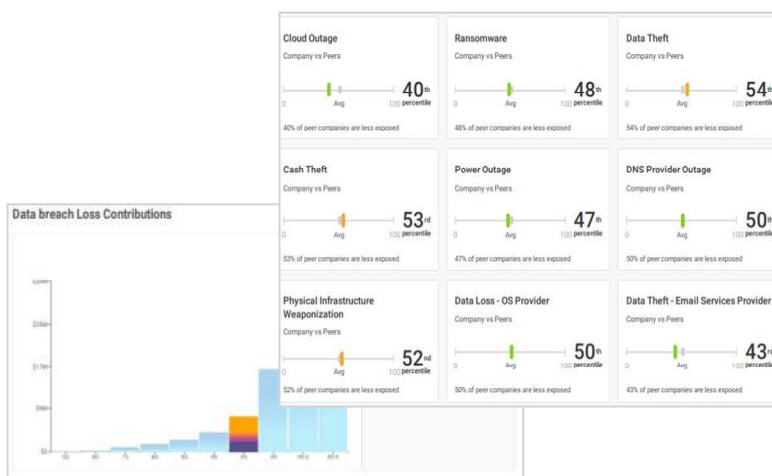 Cloud Outage
Company vs Peers
40th
0 Avg 100 percentile
40% of peer companies are less exposed
Ransomware
Company vs Peers
48th
0 Avg 100 percentile
48% of peer companies are less exposed
Data Theft
Company vs Peers
54th
0 Avg 100 percentile
54% of peer companies are less exposed
Cash Theft
Company vs Peers
53rd
0 Avg 100 percentile
53% of peer companies are less exposed
Power Outage
Company vs Peers
47th
0 Avg 100 percentile
47% of peer companies are less exposed
DNS Provider Outage
Company vs Peers
50th
0 Avg 100 percentile
50% of peer companies are less exposed
Physical Infrastructure
Weaponization
Company vs Peers
52nd
0 Avg 100 percentile
52% of peer companies are less exposed
Data Loss - OS Provider
Company vs Peers
50th
0 Avg 100 percentile
50% of peer companies are less exposed
Data Theft - Email Services Provider
Company vs Peers
43rd
0 Avg 100 percentile
43% of peer companies are less exposed
Data breach Loss Contributions